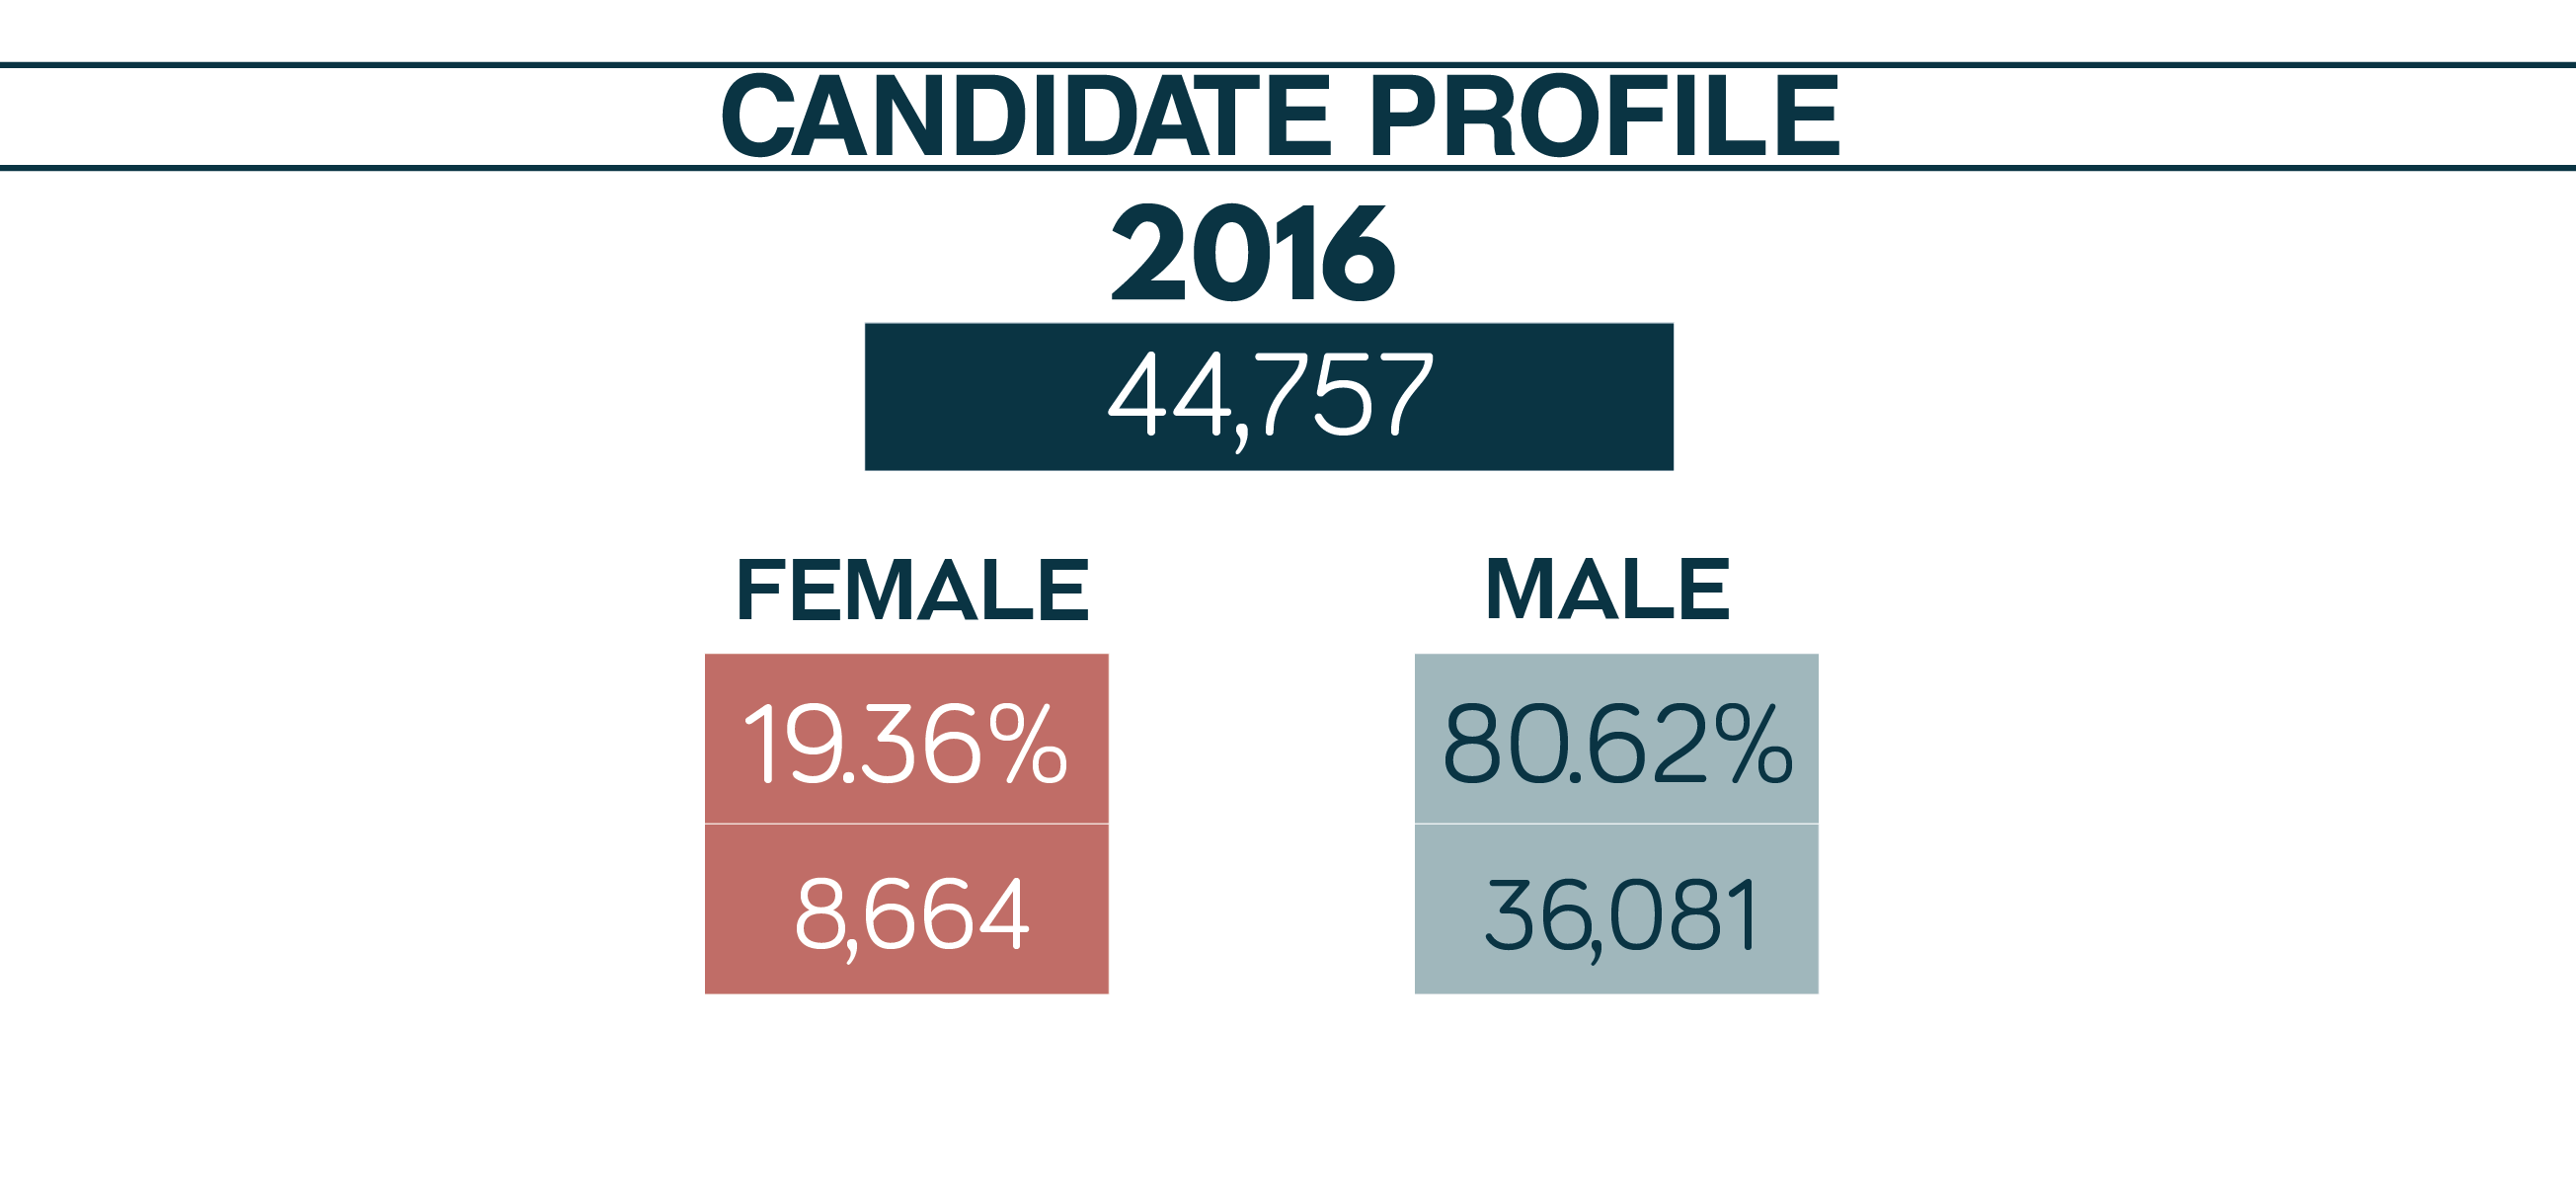 CANDIDATE PROFILE
2016
44,757
FEMALE MALE
19.36% 80.62%
8,664 36,081